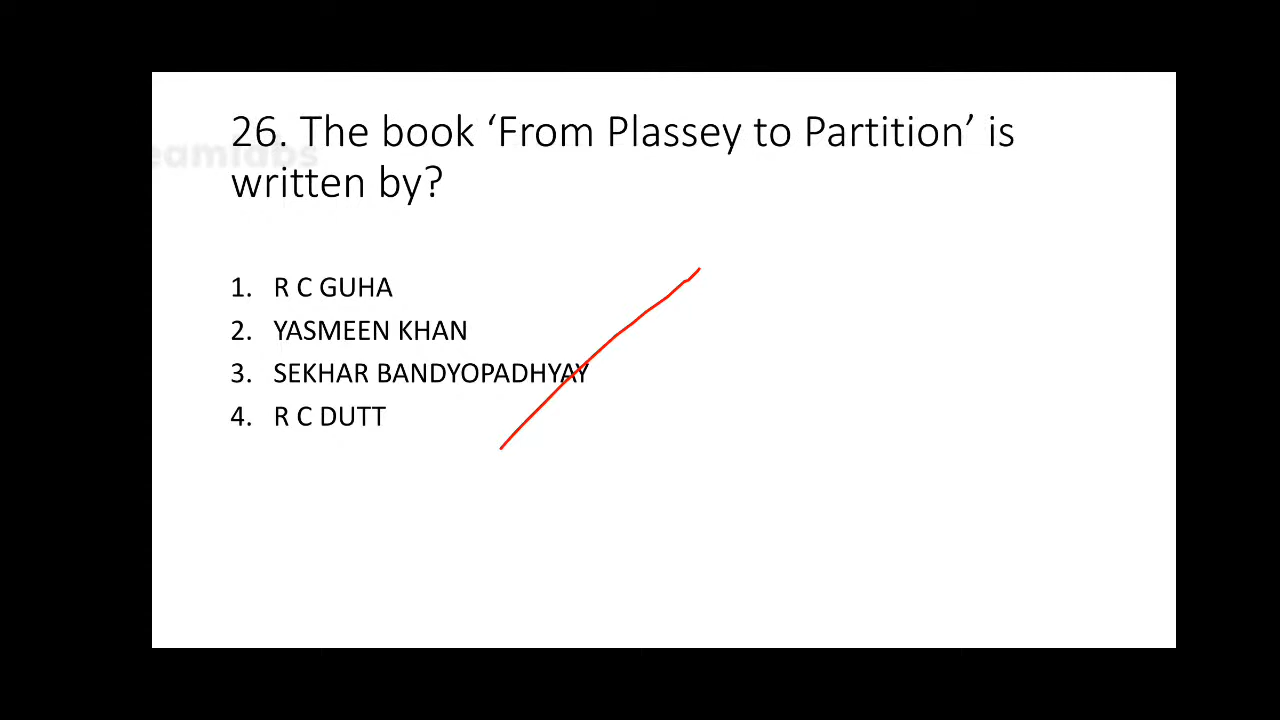 26. The book ‘From Plassey to Partition’ is
written by?
eamlabs
1. R C GUHA
2. YASMEEN KHAN
3. SEKHAR BANDYOPADHYAY
4. R C DUTT